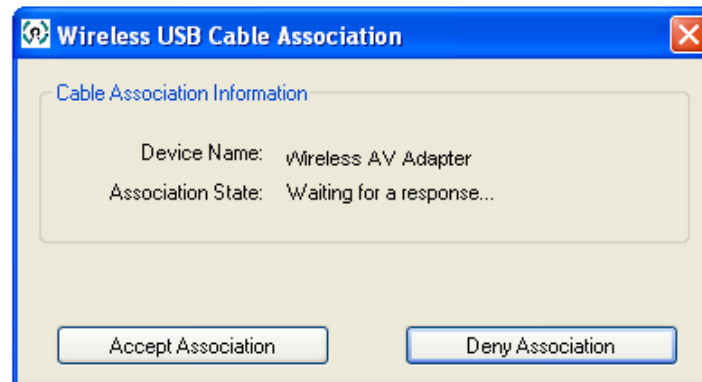 Wireless USB Cable Association
Cable Association Information
Device Name: Wireless AV Adapter
Association State: Waiting for a response...
Accept Association Deny Association